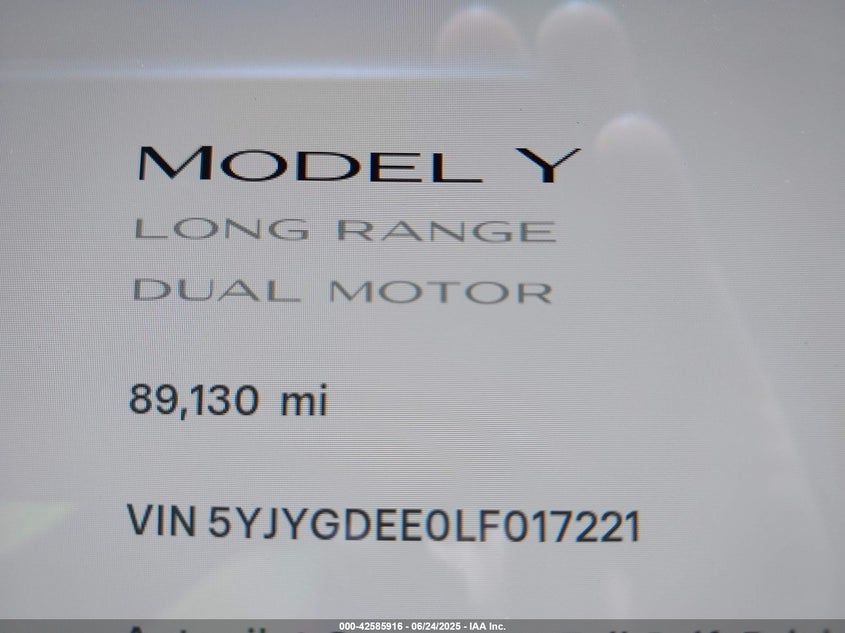 MODEL Y
LONG RANGE
DUAL MOTOR
89,130 mi
VIN 5YJYGDEE0LF017221
000-42585916 - 06/24/2025 - IAA Inc.